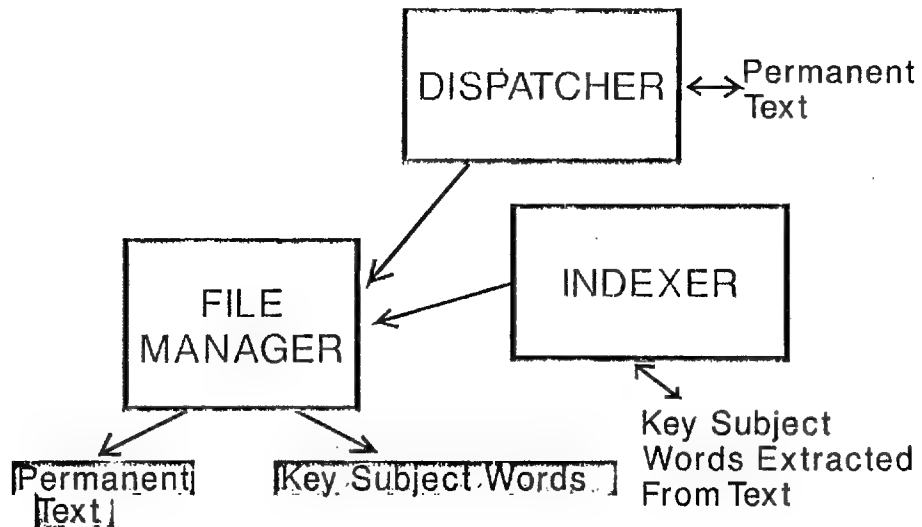 DISPATCHER
Permanent
Text
INDEXER
FILE
MANAGER
Key Subject
Words Extracted
From Text
Permanent
Text
Key Subject Words